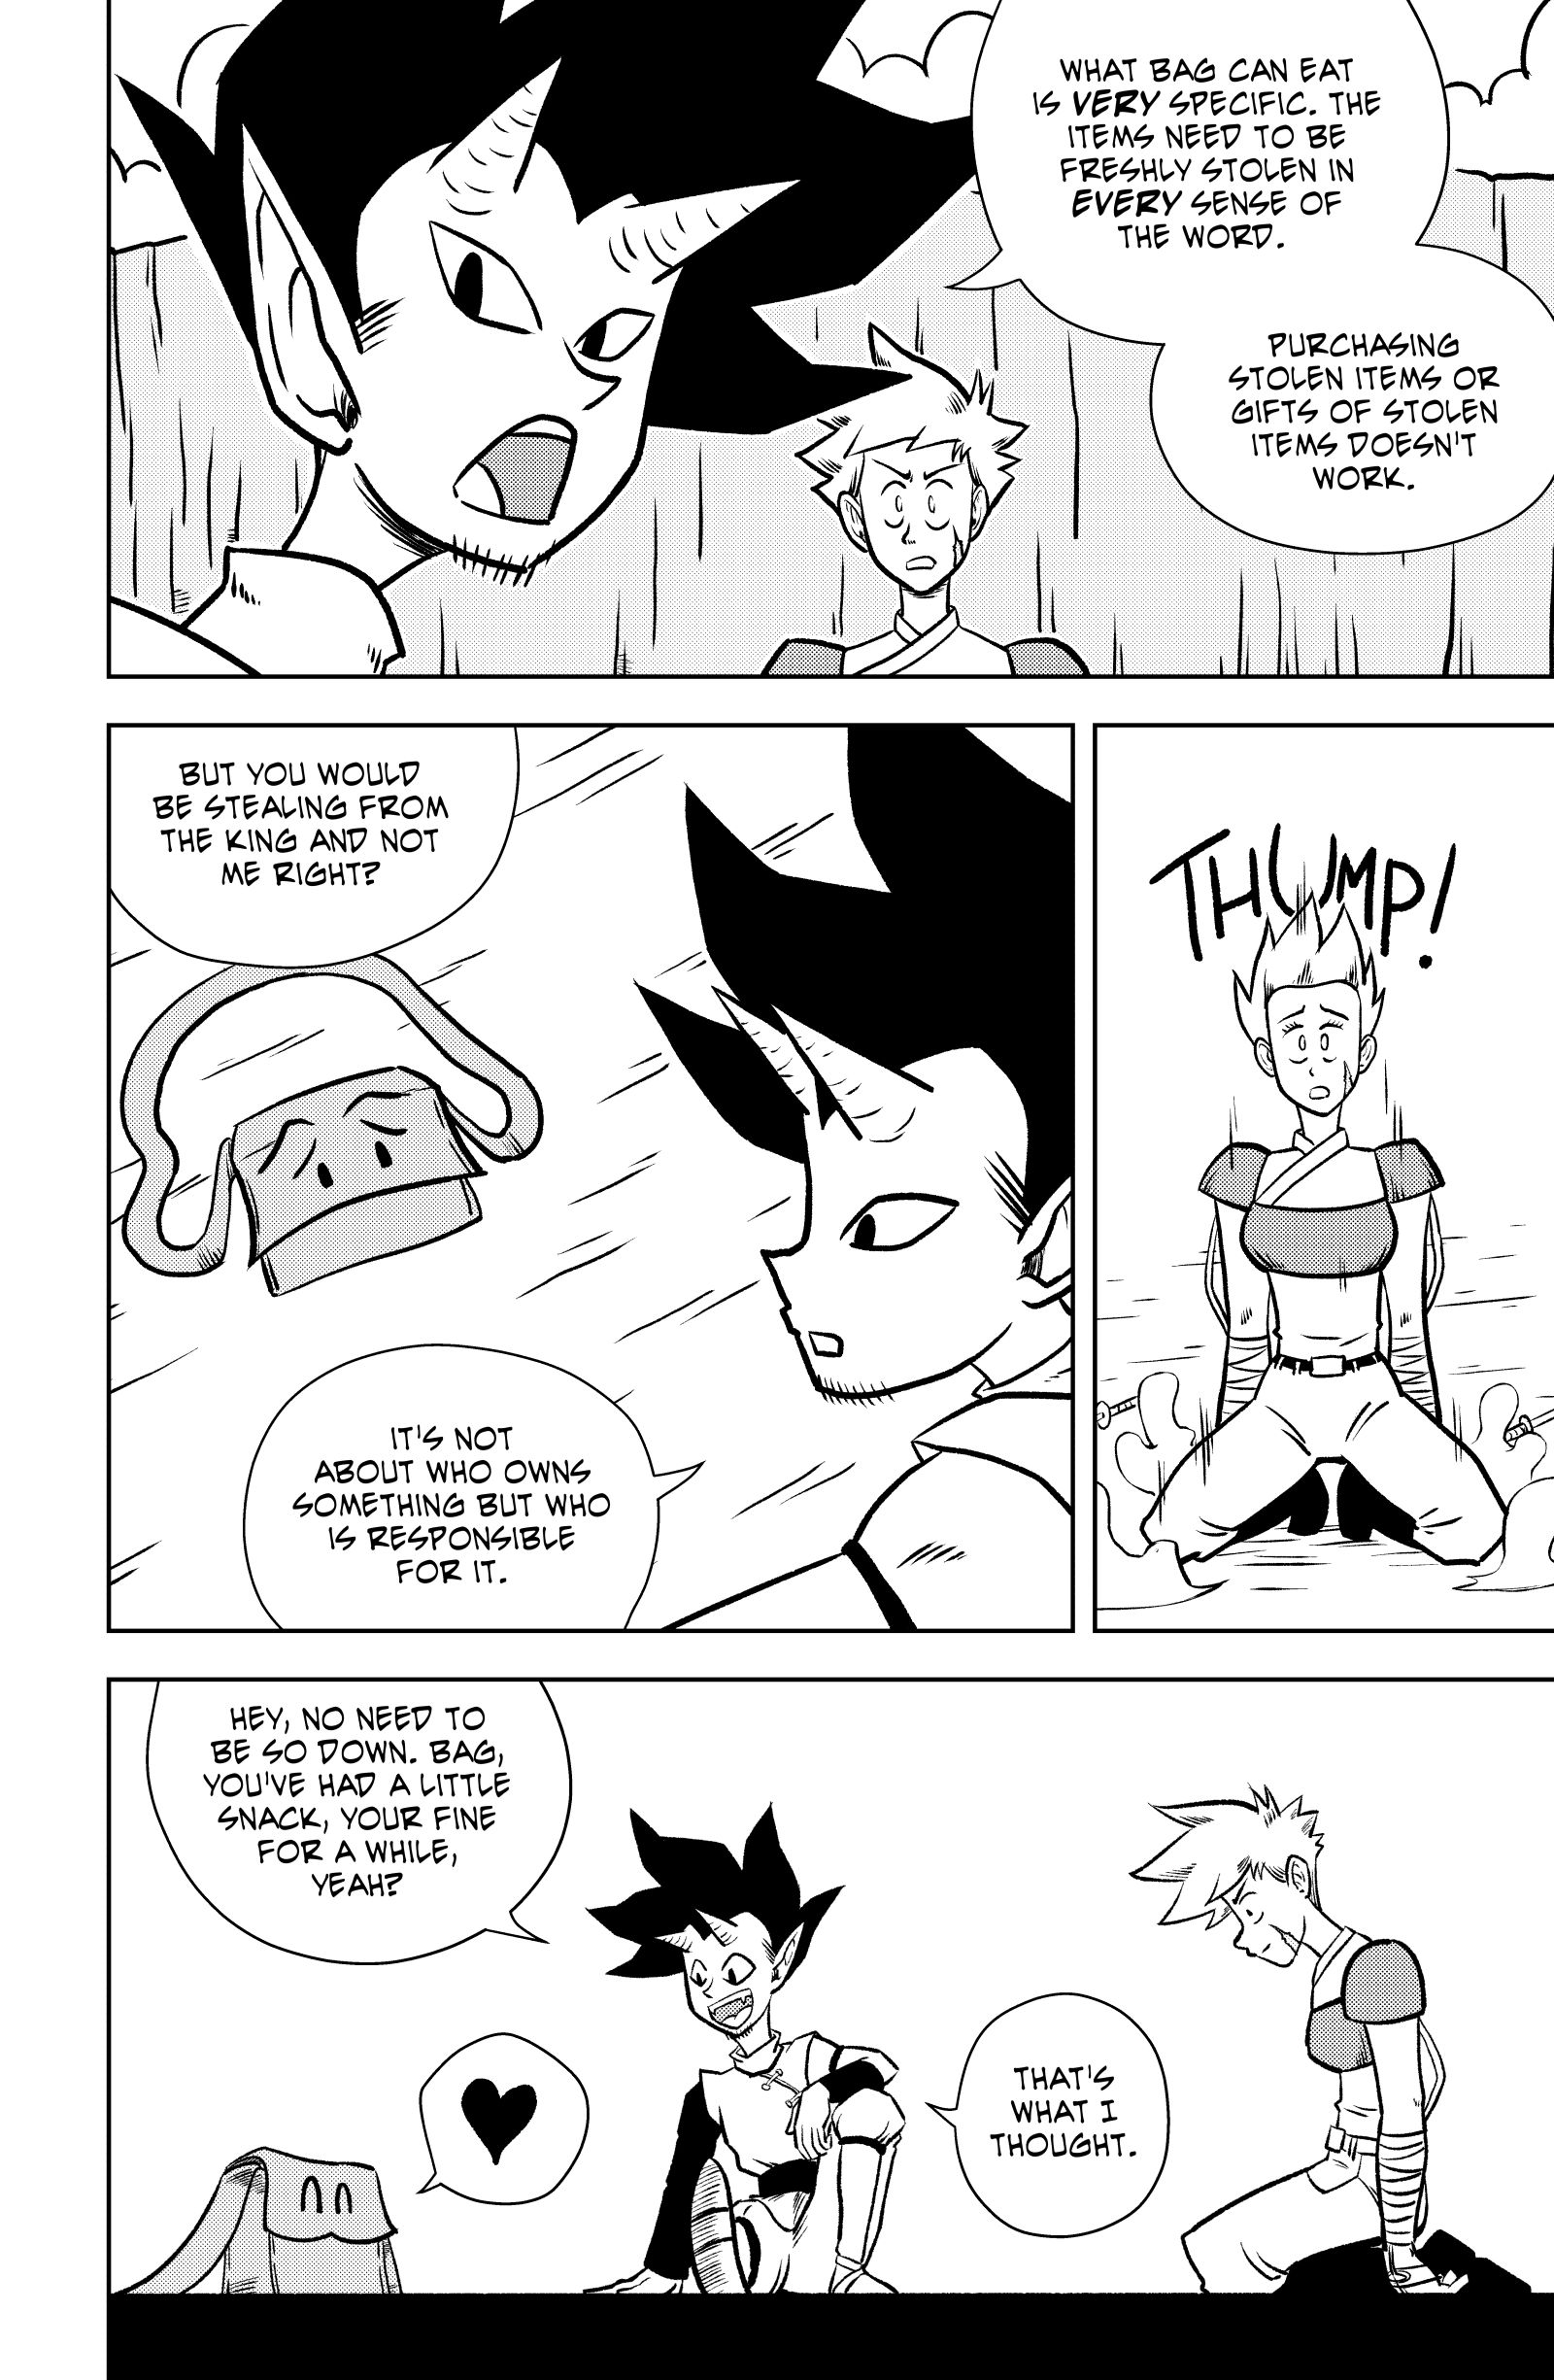 WHAT BAG CAN EAT
IS VERY SPECIFIC. THE
ITEMS NEED TO BE
FRESHLY STOLEN IN
EVERY SENSE OF
THE WORD.
PURCHASING
STOLEN ITEMS OR
GIFTS OF STOLEN
ITEMS DOESN'T
WORK.
BUT YOU WOULD
BE STEALING FROM
THE KING AND NOT
ME RIGHT?
IT'S NOT
ABOUT WHO OWNS
SOMETHING BUT WHO
IS RESPONSIBLE
FOR IT.
THUMP!
HEY, NO NEED TO
BE SO DOWN. BAG,
YOU'VE HAD A LITTLE
SNACK, YOUR FINE
FOR A WHILE,
YEAH?
THAT'S
WHAT I
THOUGHT.